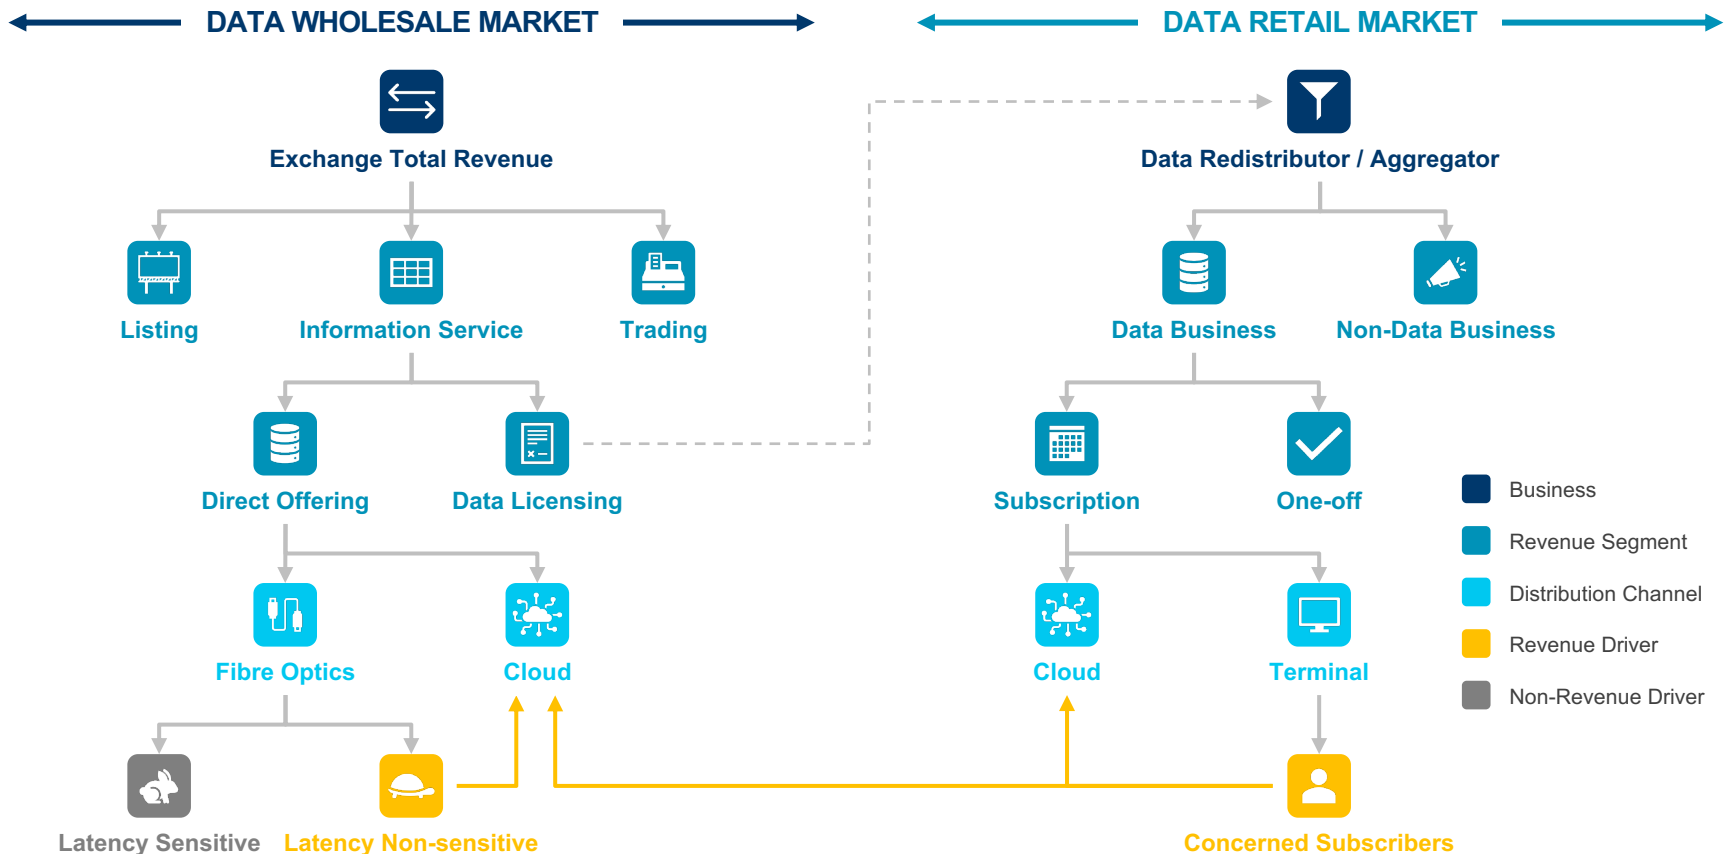 DATA WHOLESALE MARKET
DATA RETAIL MARKET
Exchange Total Revenue
Data Redistributor / Aggregator
Listing
Information Service
Trading
Data Business
Non-Data Business
Direct Offering
Data Licensing
Subscription
One-off
Business
Revenue Segment
Distribution Channel
Revenue Driver
Non-Revenue Driver
Fibre Optics
Cloud
Cloud
Terminal
Latency Sensitive
Latency Non-sensitive
Concerned Subscribers